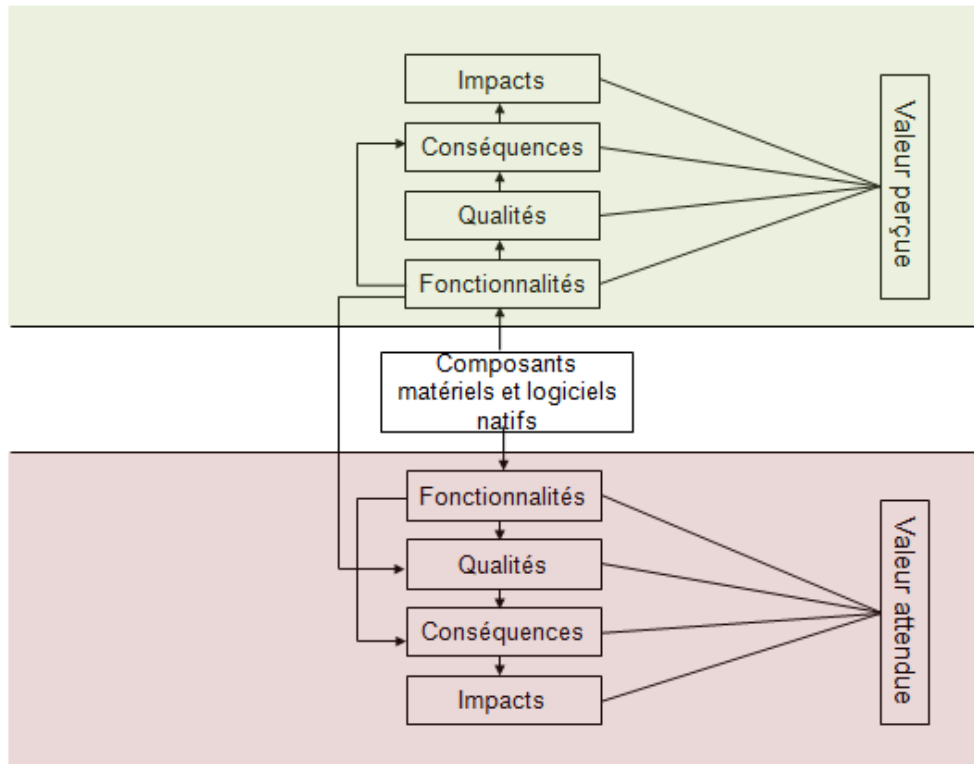 Impacts
Conséquences
Qualités
Fonctionnalités
Valeur perçue
Composants
matériels et logiciels
natifs
Fonctionnalités
Qualités
Conséquences
Impacts
Valeur attendue